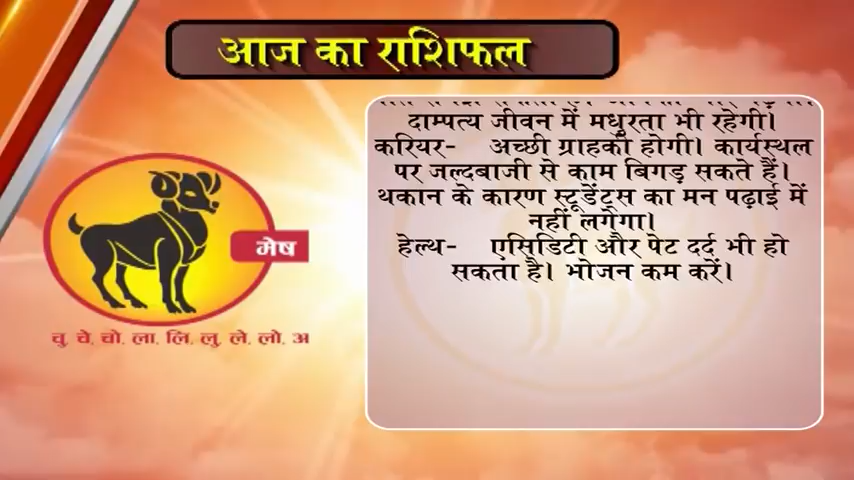 आज का राशिफल
दाम्पत्य जीवन में मधुरता भी रहेगी।
करियर- अच्छी ग्राहकी होगी। कार्यस्थल
पर जल्दबाजी से काम बिगड़ सकते हैं।
थकान के कारण स्टूडेंट्स का मन पढ़ाई में
नहीं लगेगा।
हेल्थ- एसिडिटी और पेट दर्द भी हो
सकता है। भोजन कम करें।
मेष
चु, चे, चो, ला, लि, लु, ले, लो, अ